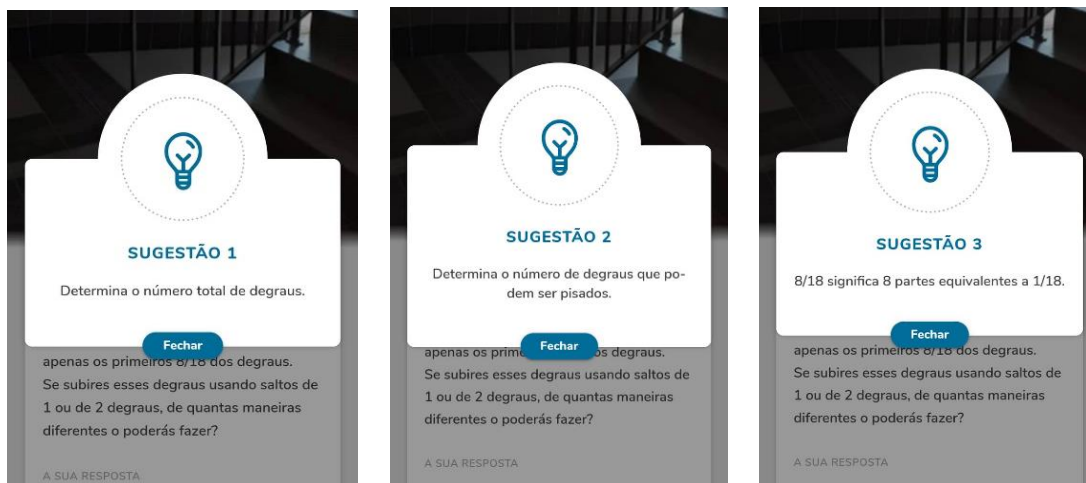 SUGESTÃO 1
Determina o número total de degraus.
Fechar
apenas os primeiros 8/18 dos degraus.
Se subires esses degraus usando saltos de
1 ou de 2 degraus, de quantas maneiras
diferentes o poderás fazer?
A SUA RESPOSTA
SUGESTÃO 2
Determina o número de degraus que po-
dem ser pisados.
Fechar
apenas os prime os degraus.
Se subires esses degraus usando saltos de
1 ou de 2 degraus, de quantas maneiras
diferentes o poderás fazer?
A SUA RESPOSTA
SUGESTÃO 3
8/18 significa 8 partes equivalentes a 1/18.
Fechar
apenas os primeiros 8/18 dos degraus.
Se subires esses degraus usando saltos de
1 ou de 2 degraus, de quantas maneiras
diferentes o poderás fazer?
A SUA RESPOSTA